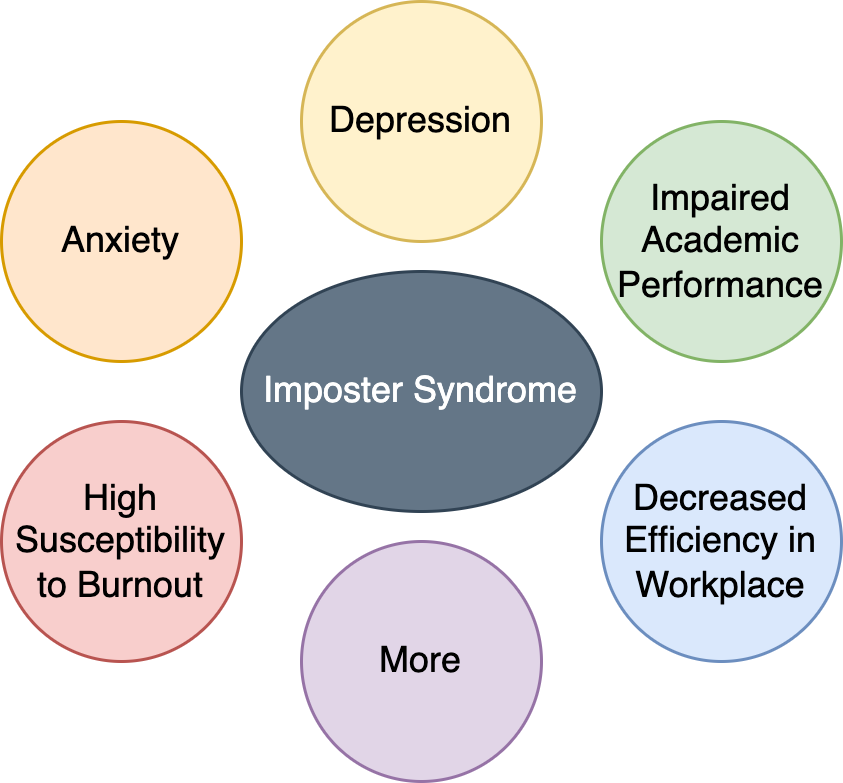 Depression
Anxiety
Impaired
Academic
Performance
Imposter Syndrome
High
Susceptibility
to Burnout
Decreased
Efficiency in
Workplace
More